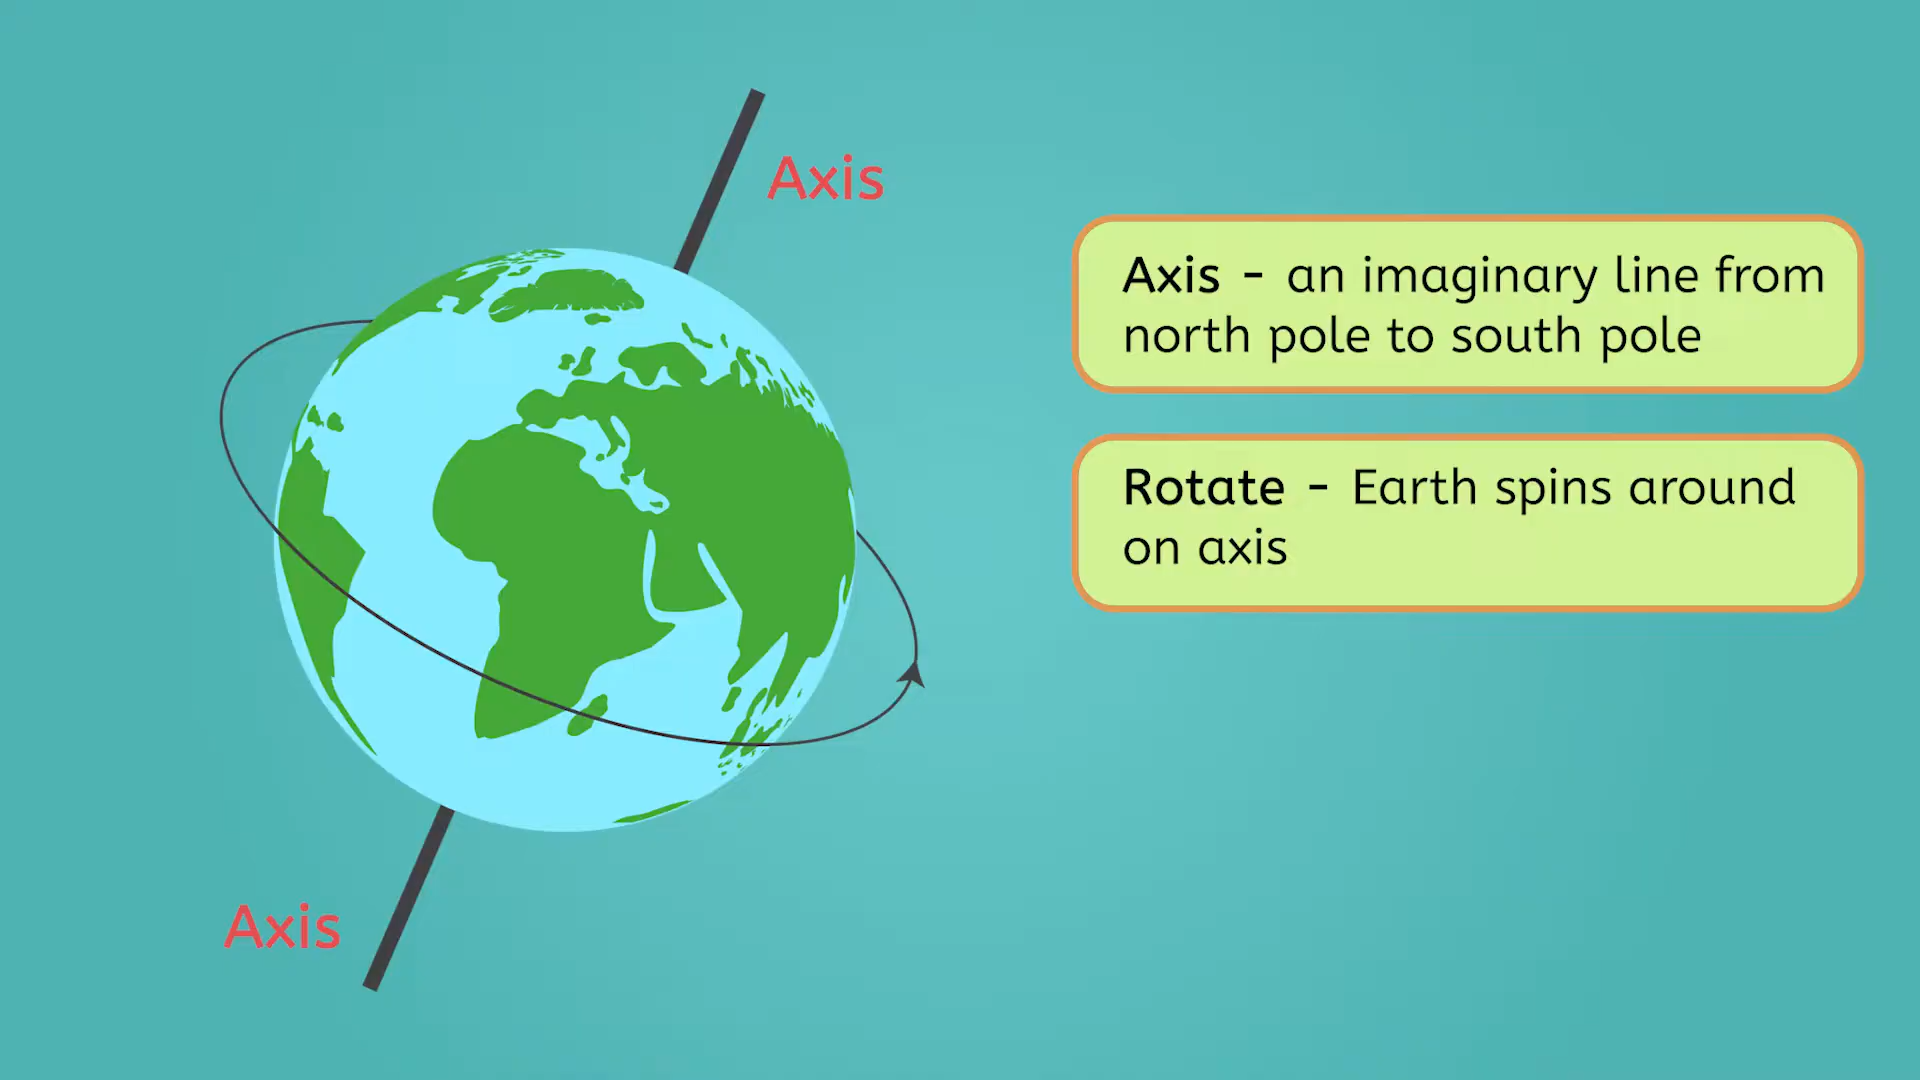 Axis
Axis - an imaginary line from
north pole to south pole
Rotate - Earth spins around
on axis
Axis